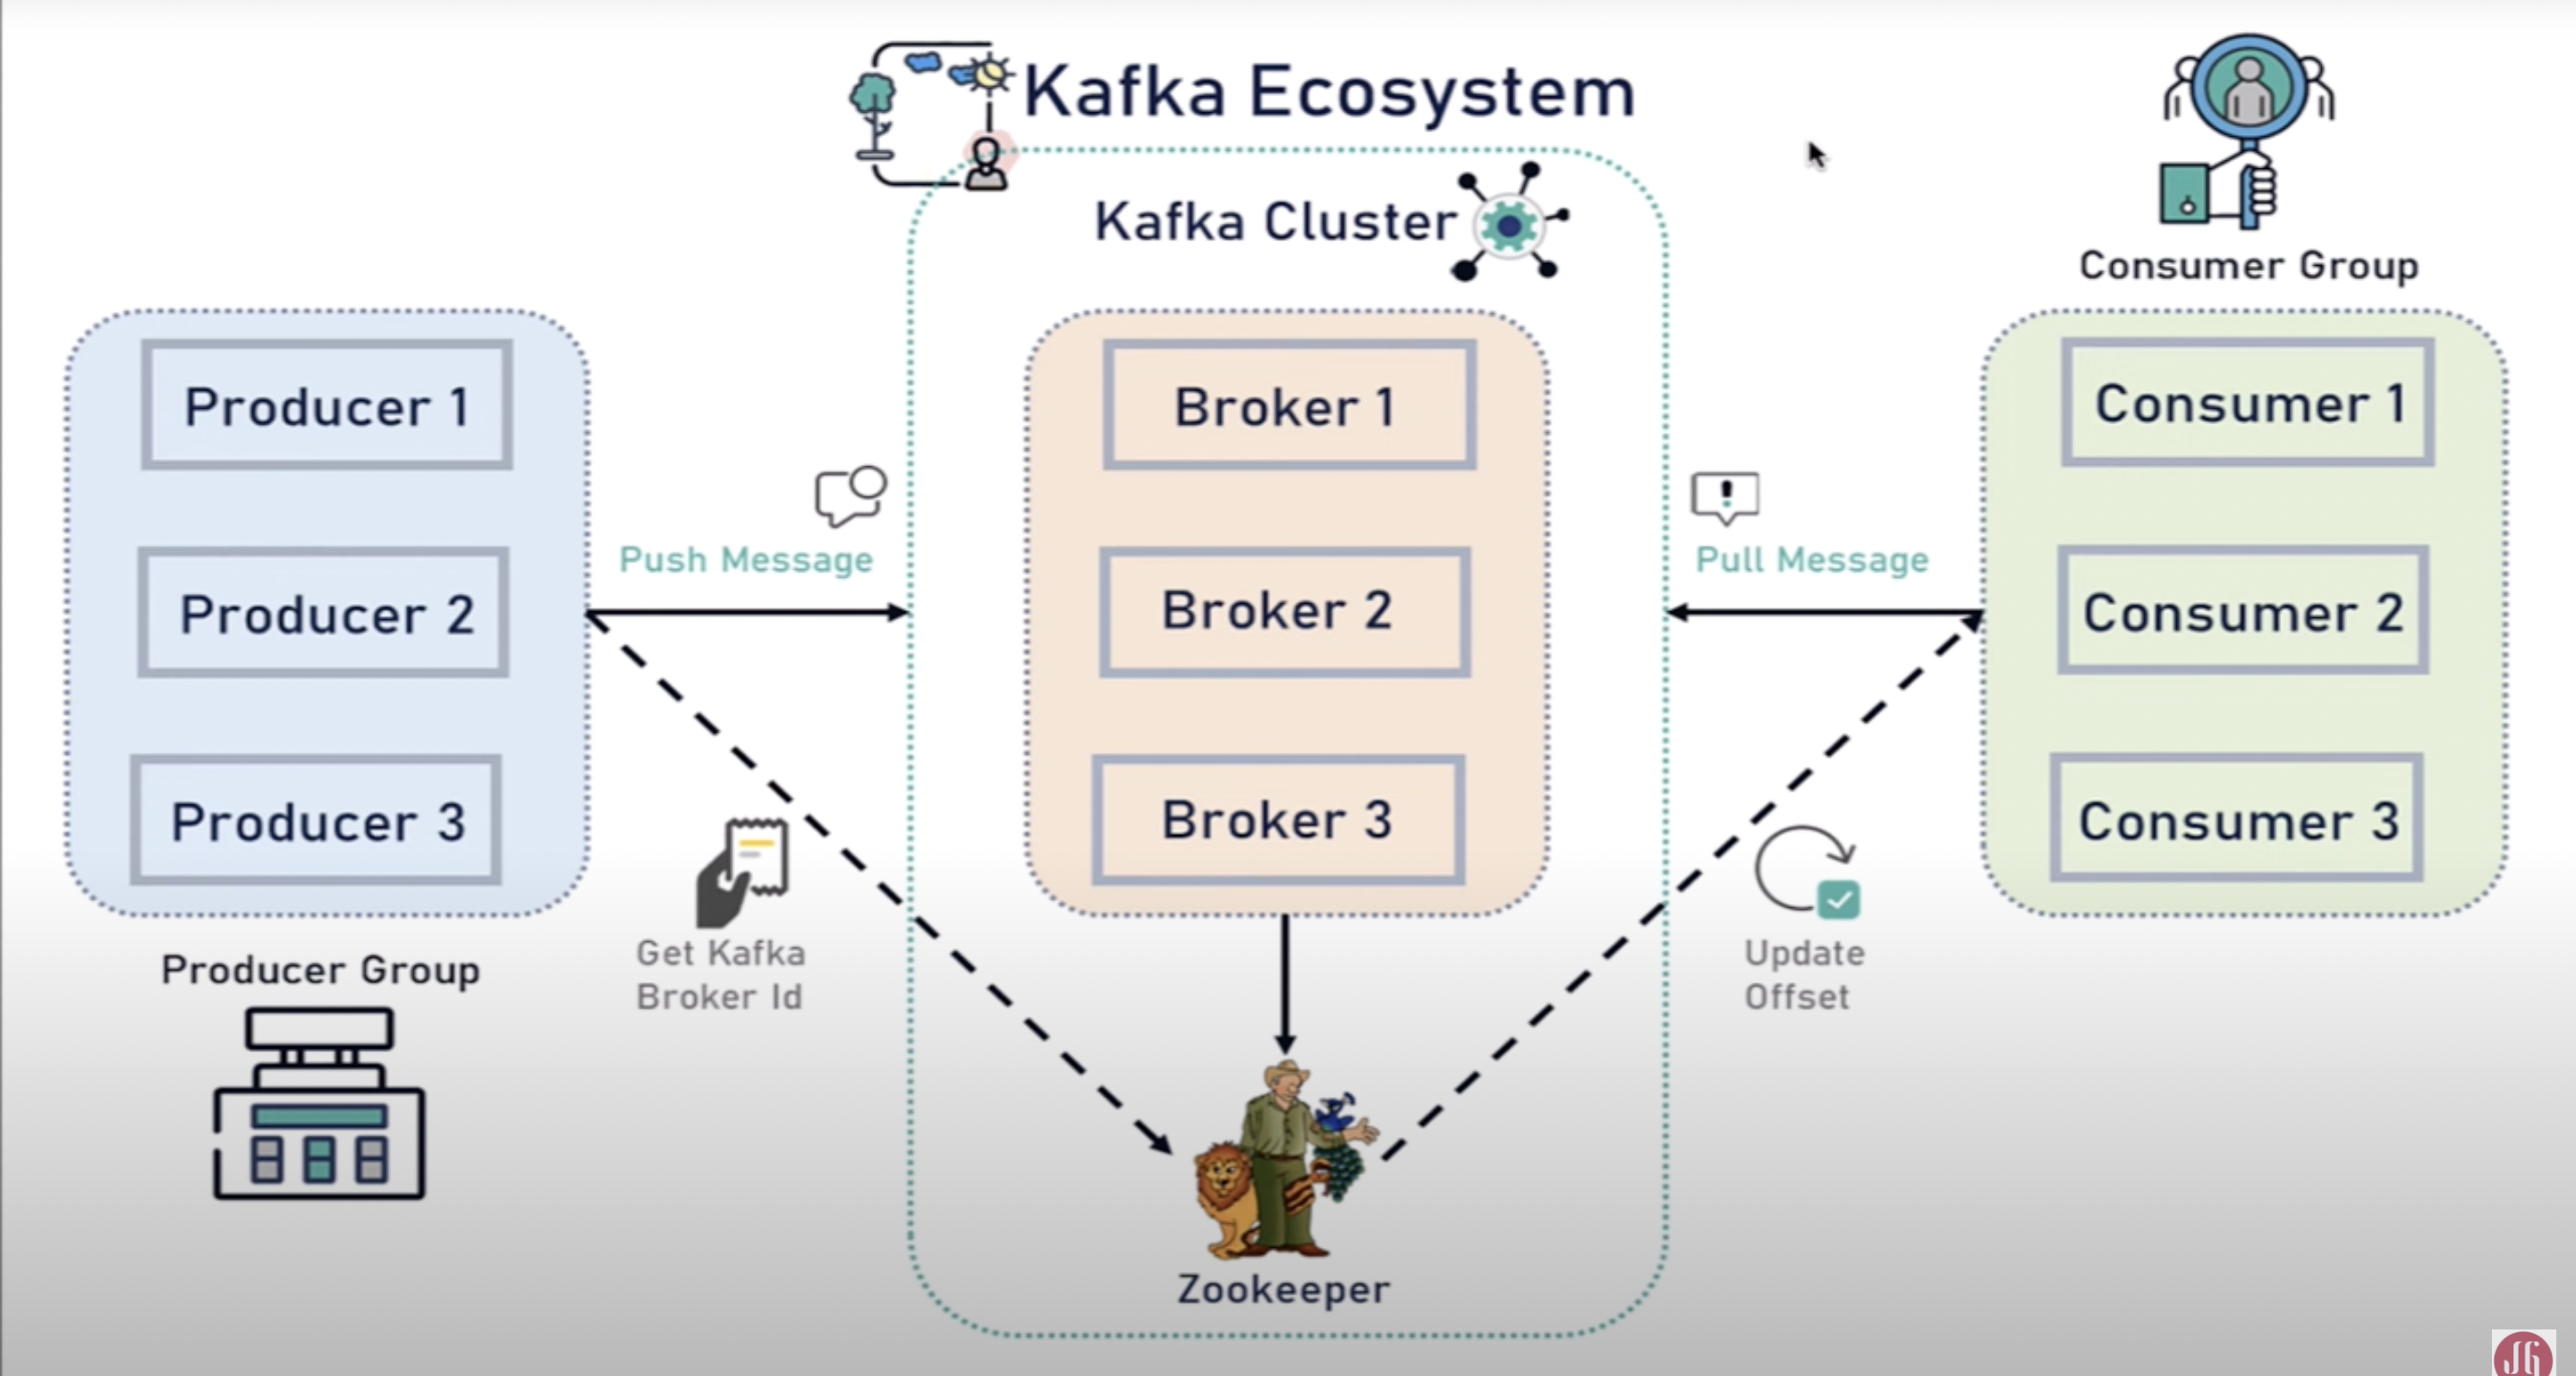 Kafka Ecosystem
Kafka Cluster
Consumer Group
Producer 1
Broker 1
Consumer 1
Push Message
Pull Message
Producer 2
Broker 2
Consumer 2
Producer 3
Broker 3
Consumer 3
Producer Group
Get Kafka
Broker Id
Update
Offset
Zookeeper